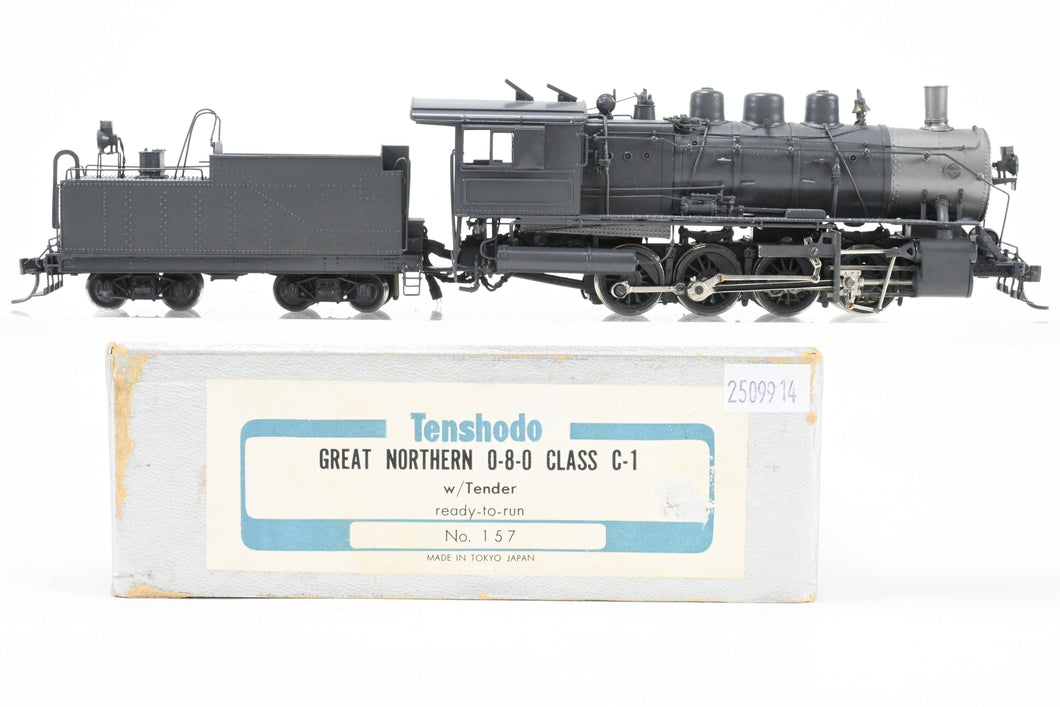 2509914
Tenshodo
GREAT NORTHERN 0-8-0 CLASS C-1
w/Tender
ready-to-run
No. 157
MADE IN TOKYO JAPAN